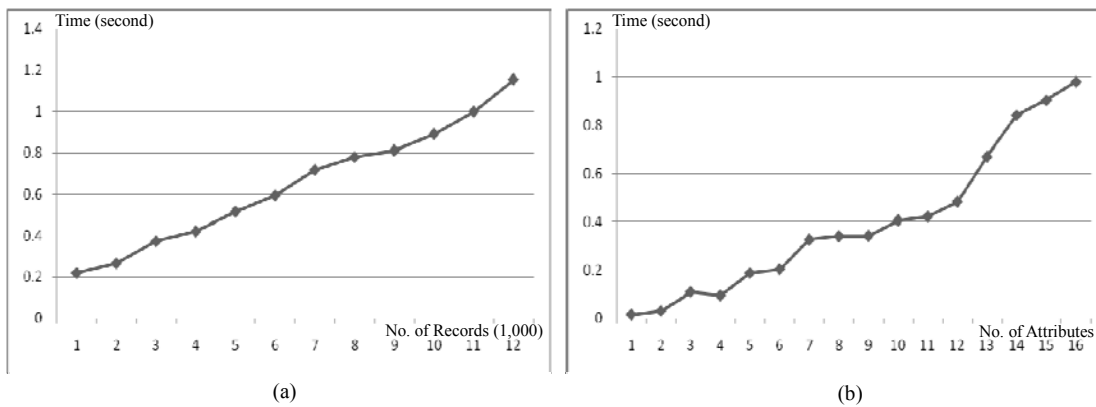 Time (second)
1.4
1.2
1
0.8
0.6
0.4
0.2
0
No. of Records (1,000)
1 2 3 4 5 6 7 8 9 10 11 12
(a)
Time (second)
1.2
1
0.8
0.6
0.4
0.2
0
No. of Attributes
1 2 3 4 5 6 7 8 9 10 11 12 13 14 15 16
(b)